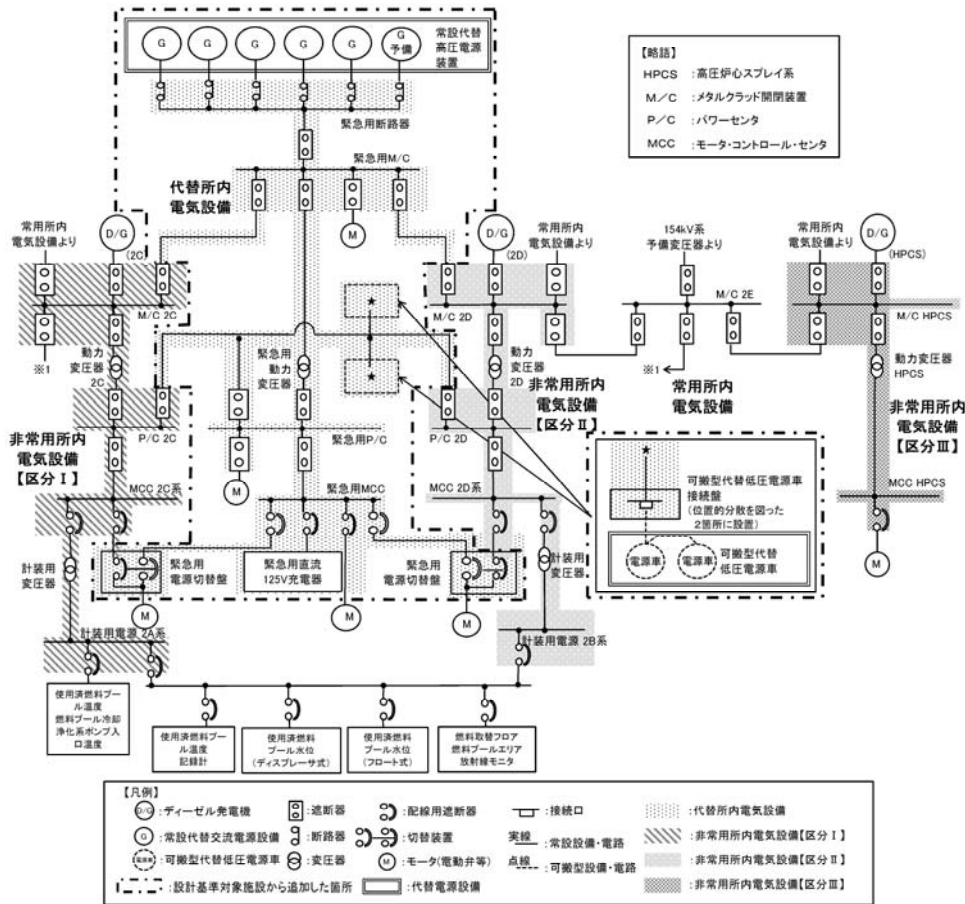 G
G
G
G
G
G
予備
常設代替
高圧電源
装置
【略語】
HPCS :高圧炉心スプレイ系
M/C :メタルクラッド開閉装置
P/C :パワーセンタ
MCC :モータ・コントロール・センタ
緊急用断路器
緊急用M/C
代替所内
電気設備
M
常用所内
電気設備より
D/G
(2C)
M/C 2C
※1
動力
変圧器
2C
P/C 2C
非常用所内
電気設備
【区分Ⅰ】
MCC 2C系
D/G
(2D)
常用所内
電気設備より
M/C 2D
動力
変圧器
2D
非常用所内
電気設備
【区分Ⅱ】
P/C 2D
MCC 2D系
154kV系
予備変圧器より
M/C 2E
※1
常用所内
電気設備
常用所内
電気設備より
D/G
(HPCS)
M/C HPCS
動力変圧器
HPCS
非常用所内
電気設備
【区分Ⅲ】
MCC HPCS
M
★
★
緊急用
動力
変圧器
緊急用P/C
M
緊急用MCC
緊急用
電源切替盤
M
緊急用直流
125V充電器
M
緊急用
電源切替盤
M
計装用
変圧器
計装用
変圧器
★
可搬型代替低圧電源車
接続盤
(位置的分散を図った
2箇所に設置)
電源車
電源車
可搬型代替
低圧電源車
計装用電源 2A系
計装用電源 2B系
使用済燃料プー
ル温度
燃料プール冷却
浄化系ポンプ入
口温度
使用済燃料プー
ル温度
記録計
使用済燃料
プール水位
(ディスプレーサ式)
使用済燃料
プール水位
(フロート式)
燃料取替フロア
燃料プールエリア
放射線モニタ
【凡例】
D/G :ディーゼル発電機
:遮断器
:配線用遮断器
:接続口
:代替所内電気設備
G :常設代替交流電源設備
:断路器
:切替装置
実線
:常設設備・電路
:非常用所内電気設備【区分Ⅰ】
電源車 :可搬型代替低圧電源車
:変圧器
M :モータ(電動弁等)
点線
:可搬型設備・電路
:非常用所内電気設備【区分Ⅱ】
:設計基準対象施設から追加した箇所
:代替電源設備
:非常用所内電気設備【区分Ⅲ】